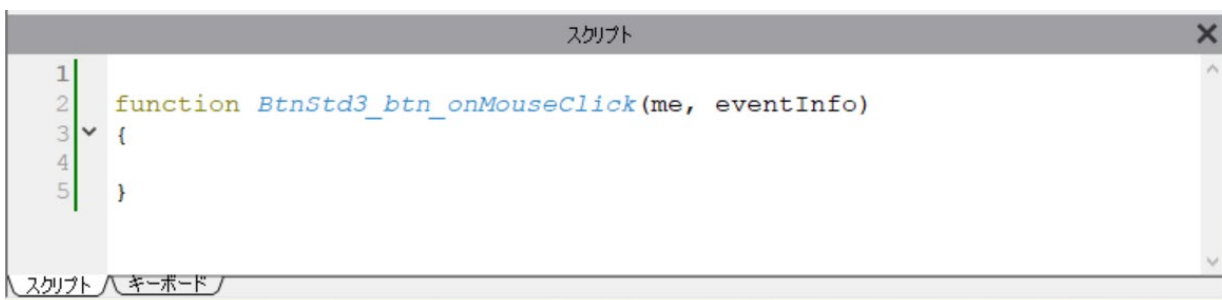 スクリプト
1
2 function BtnStd3_btn_onMouseClick(me, eventInfo)
3 {
4
5 }
スクリプト キーボード